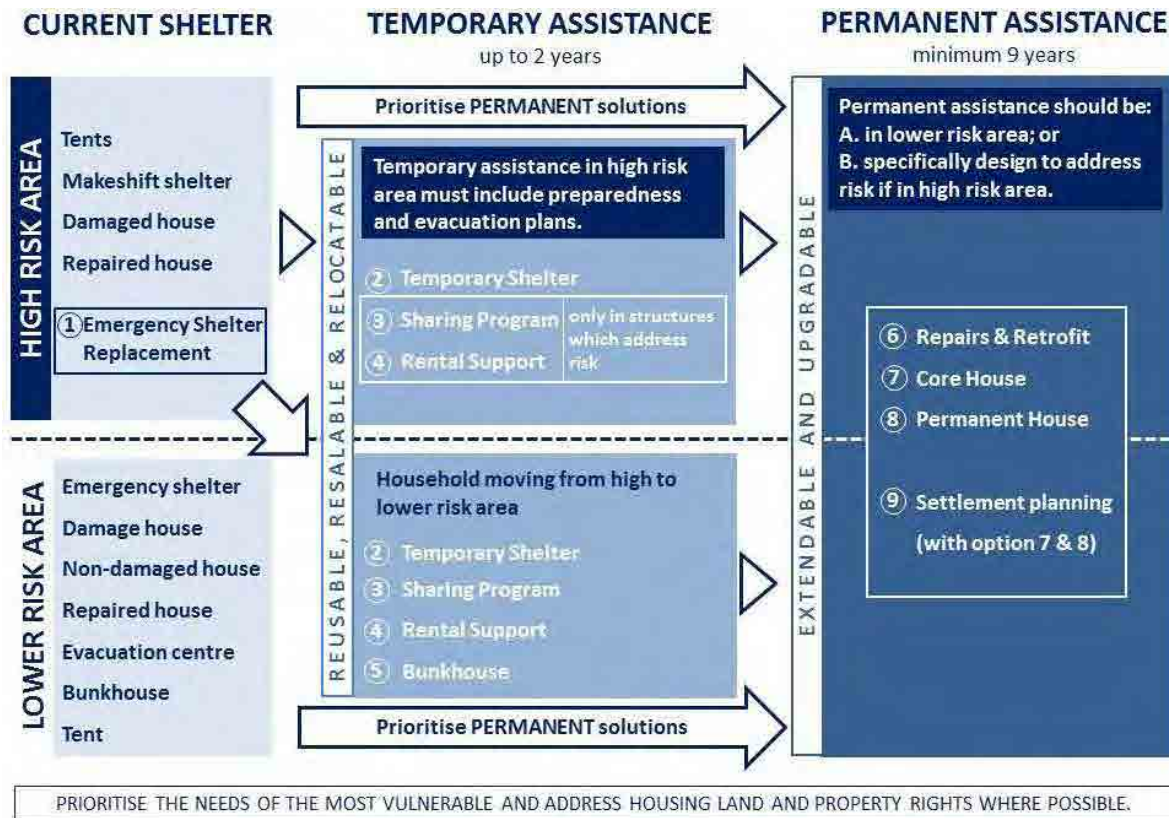 CURRENT SHELTER
TEMPORARY ASSISTANCE
up to 2 years
PERMANENT ASSISTANCE
minimum 9 years
HIGH RISK AREA
Tents
Makeshift shelter
Damaged house
Repaired house
① Emergency Shelter
Replacement
LOWER RISK AREA
Emergency shelter
Damage house
Non-damaged house
Repaired house
Evacuation centre
Bunkhouse
Tent
REUSABLE, RESALABLE & RELOCATABLE
Prioritise PERMANENT solutions
Temporary assistance in high risk
area must include preparedness
and evacuation plans.
② Temporary Shelter
③ Sharing Program
④ Rental Support
only in structures
which address
risk
Household moving from high to
lower risk area
② Temporary Shelter
③ Sharing Program
④ Rental Support
⑤ Bunkhouse
Prioritise PERMANENT solutions
EXTENDABLE AND UPGRADABLE
Permanent assistance should be:
A. in lower risk area; or
B. specifically design to address
risk if in high risk area.
⑥ Repairs & Retrofit
⑦ Core House
⑧ Permanent House
⑨ Settlement planning
(with option 7 & 8)
PRIORITISE THE NEEDS OF THE MOST VULNERABLE AND ADDRESS HOUSING LAND AND PROPERTY RIGHTS WHERE POSSIBLE.